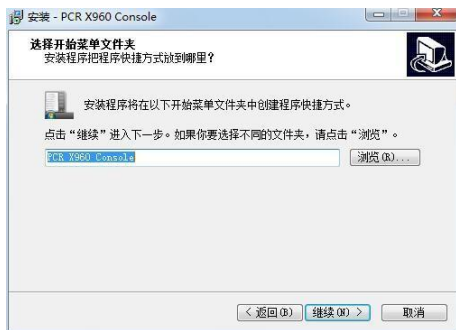 安装 - PCR X960 Console
选择开始菜单文件夹
安装程序把程序快捷方式放到哪里？
安装程序将在以下开始菜单文件夹中创建程序快捷方式。
点击“继续”进入下一步。如果你要选择不同的文件夹，请点击“浏览”。
PCR X960 Console
浏览(R)...
< 返回(B)
继续(N) >
取消